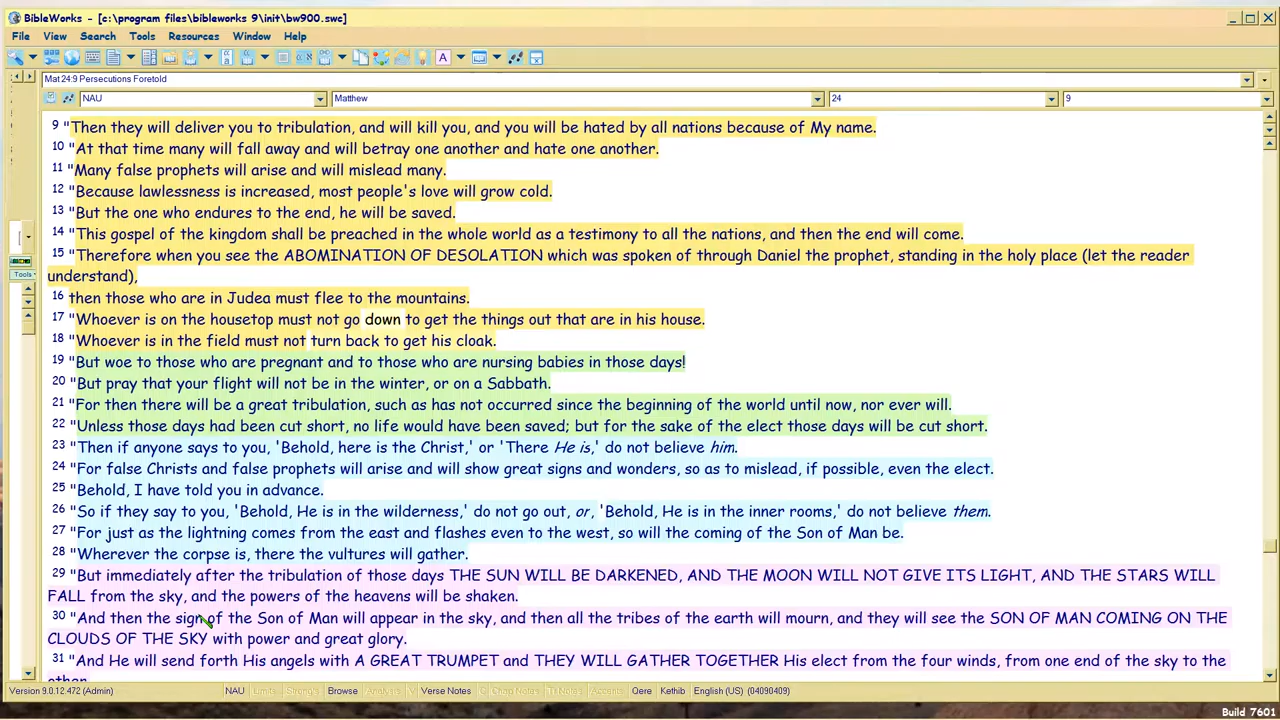 BibleWorks - [c:\program files\bibleworks 9\init\bw900.swc]
File View Search Tools Resources Window Help
Mat 24:9 Persecutions Foretold
NAU Matthew 24 9
9 "Then they will deliver you to tribulation, and will kill you, and you will be hated by all nations because of My name.
10 "At that time many will fall away and will betray one another and hate one another.
11 "Many false prophets will arise and will mislead many.
12 "Because lawlessness is increased, most people's love will grow cold.
13 "But the one who endures to the end, he will be saved.
14 "This gospel of the kingdom shall be preached in the whole world as a testimony to all the nations, and then the end will come.
15 "Therefore when you see the ABOMINATION OF DESOLATION which was spoken of through Daniel the prophet, standing in the holy place (let the reader
understand),
16 then those who are in Judea must flee to the mountains.
17 "Whoever is on the housetop must not go down to get the things out that are in his house.
18 "Whoever is in the field must not turn back to get his cloak.
Tools
19 "But woe to those who are pregnant and to those who are nursing babies in those days!
20 "But pray that your flight will not be in the winter, or on a Sabbath.
21 "For then there will be a great tribulation, such as has not occurred since the beginning of the world until now, nor ever will.
22 "Unless those days had been cut short, no life would have been saved; but for the sake of the elect those days will be cut short.
23 "Then if anyone says to you, 'Behold, here is the Christ,' or 'There He is,' do not believe him.
24 "For false Christs and false prophets will arise and will show great signs and wonders, so as to mislead, if possible, even the elect.
25 "Behold, I have told you in advance.
26 "So if they say to you, 'Behold, He is in the wilderness,' do not go out, or, 'Behold, He is in the inner rooms,' do not believe them.
27 "For just as the lightning comes from the east and flashes even to the west, so will the coming of the Son of Man be.
28 "Wherever the corpse is, there the vultures will gather.
29 "But immediately after the tribulation of those days THE SUN WILL BE DARKENED, AND THE MOON WILL NOT GIVE ITS LIGHT, AND THE STARS WILL
FALL from the sky, and the powers of the heavens will be shaken.
30 "And then the sign of the Son of Man will appear in the sky, and then all the tribes of the earth will mourn, and they will see the SON OF MAN COMING ON THE
CLOUDS OF THE SKY with power and great glory.
31 "And He will send forth His angels with A GREAT TRUMPET and THEY WILL GATHER TOGETHER His elect from the four winds, from one end of the sky to the
other.
Version 9.0.12.472 (Admin) NAU Limits Strong's Browse Analysis V Verse Notes C Chap Notes Tr Notes Accents Qere Kethib English (US) (04090409)
Build 7601